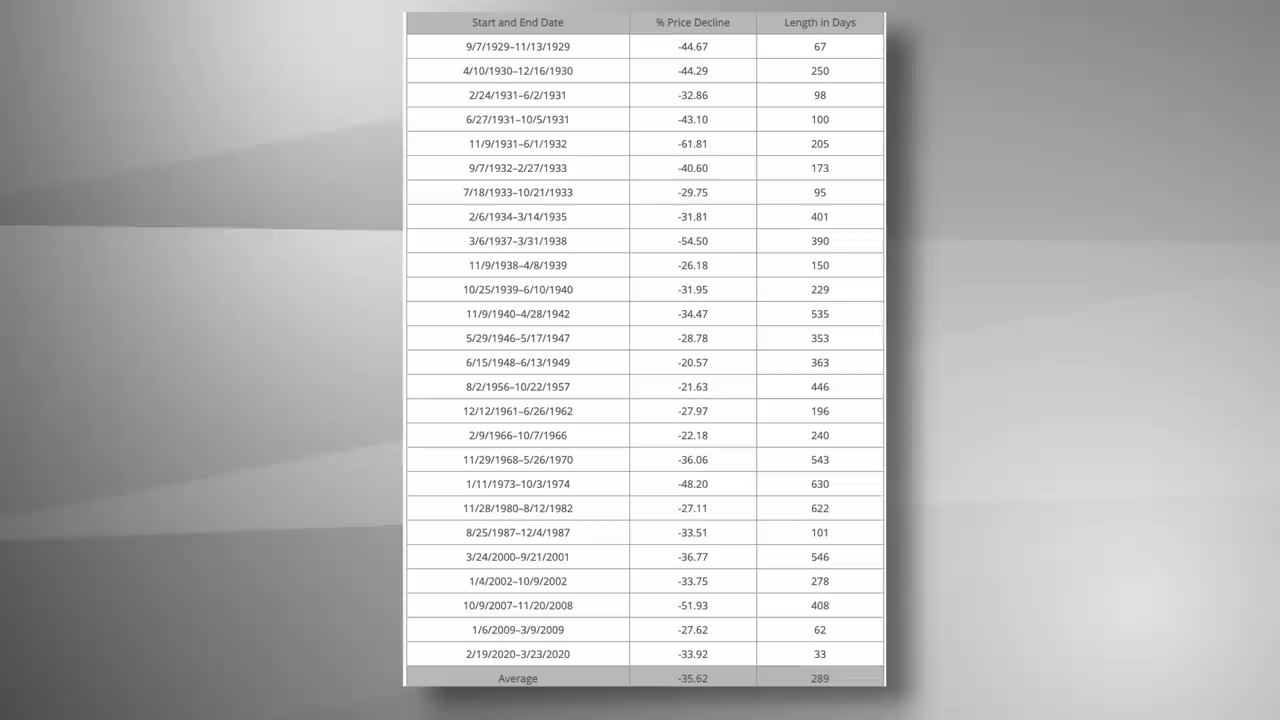 Start and End Date % Price Decline Length in Days
9/7/1929–11/13/1929 -44.67 67
4/10/1930–12/16/1930 -44.29 250
2/24/1931–6/2/1931 -32.86 98
6/27/1931–10/5/1931 -43.10 100
11/9/1931–6/1/1932 -61.81 205
9/7/1932–2/27/1933 -40.60 173
7/18/1933–10/21/1933 -29.75 95
2/6/1934–3/14/1935 -31.81 401
3/6/1937–3/31/1938 -54.50 390
11/9/1938–4/8/1939 -26.18 150
10/25/1939–6/10/1940 -31.95 229
11/9/1940–4/28/1942 -34.47 535
5/29/1946–5/17/1947 -28.78 353
6/15/1948–6/13/1949 -20.57 363
8/2/1956–10/22/1957 -21.63 446
12/12/1961–6/26/1962 -27.97 196
2/9/1966–10/7/1966 -22.18 240
11/29/1968–5/26/1970 -36.06 543
1/11/1973–10/3/1974 -48.20 630
11/28/1980–8/12/1982 -27.11 622
8/25/1987–12/4/1987 -33.51 101
3/24/2000–9/21/2001 -36.77 546
1/4/2002–10/9/2002 -33.75 278
10/9/2007–11/20/2008 -51.93 408
1/6/2009–3/9/2009 -27.62 62
2/19/2020–3/23/2020 -33.92 33
Average -35.62 289